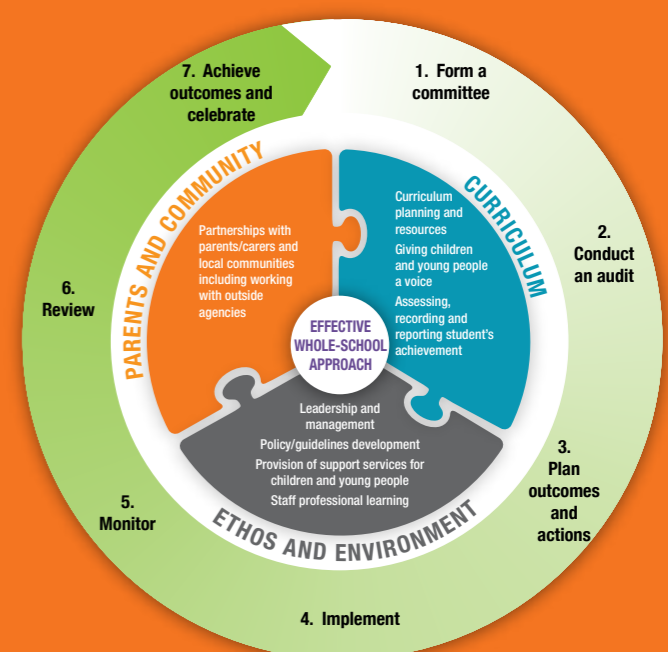 1. Form a
committee
2.
Conduct
an audit
3.
Plan
outcomes
and
actions
4. Implement
5.
Monitor
6.
Review
7. Achieve
outcomes and
celebrate
PARENTS AND COMMUNITY
Partnerships with
parents/carers and
local communities
including working
with outside
agencies
CURRICULUM
Curriculum
planning and
resources
Giving children
and young people
a voice
Assessing,
recording and
reporting student's
achievement
EFFECTIVE
WHOLE-SCHOOL
APPROACH
Leadership and
management
Policy/guidelines development
Provision of support services for
children and young people
Staff professional learning
ETHOS AND ENVIRONMENT